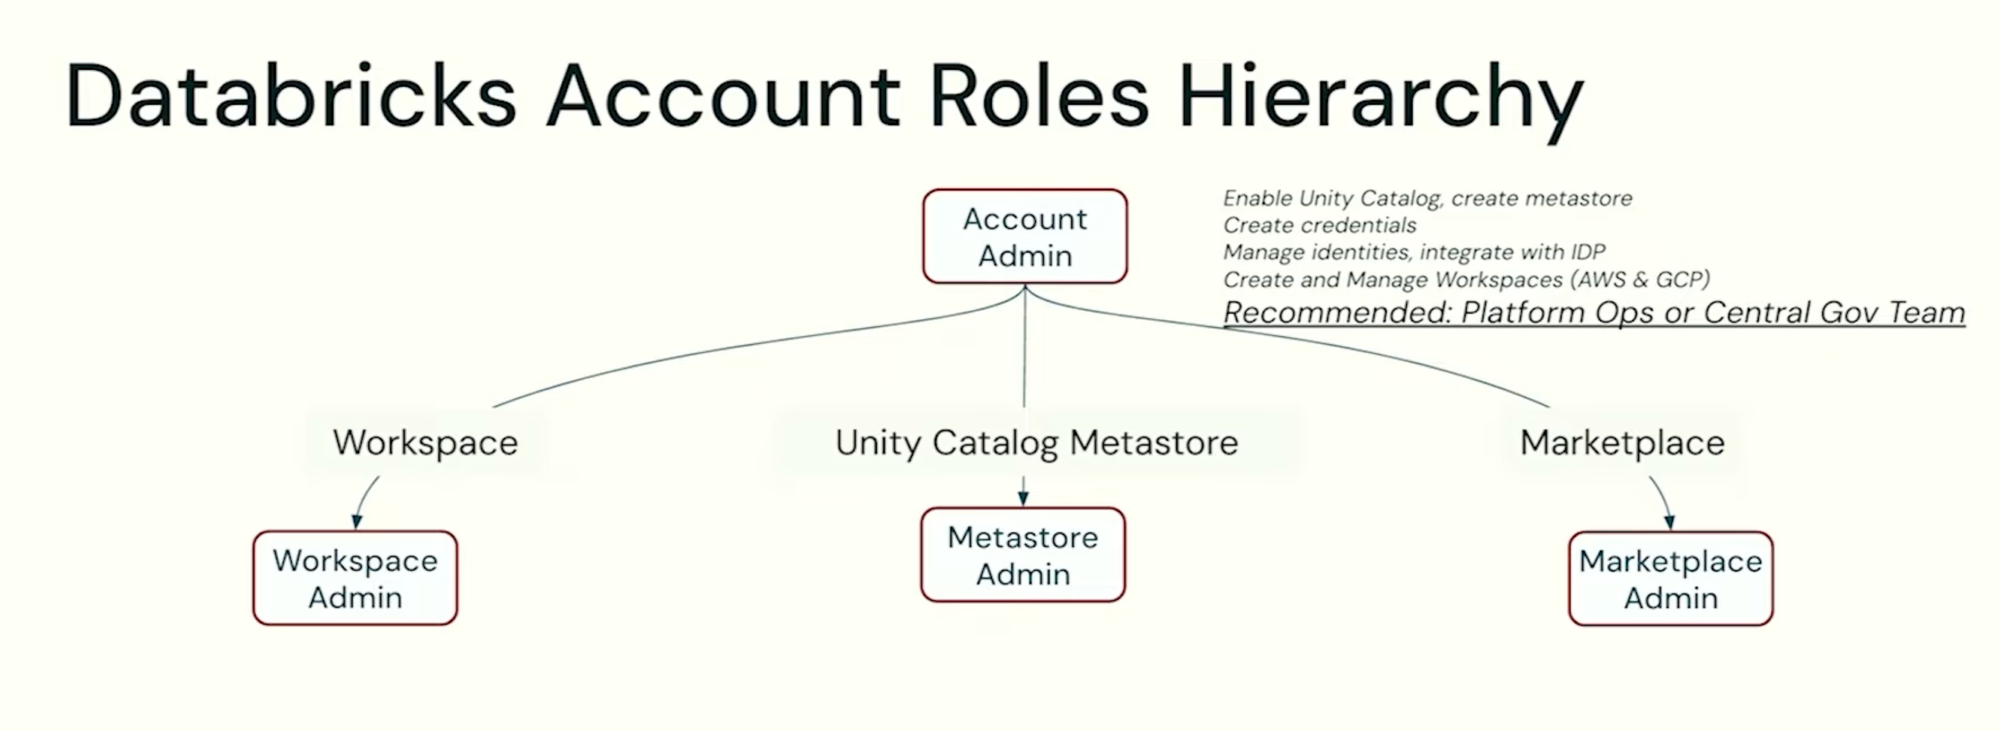 Databricks Account Roles Hierarchy
Account
Admin
Enable Unity Catalog, create metastore
Create credentials
Manage identities, integrate with IDP
Create and Manage Workspaces (AWS & GCP)
Recommended: Platform Ops or Central Gov Team
Workspace
Unity Catalog Metastore
Marketplace
Workspace
Admin
Metastore
Admin
Marketplace
Admin